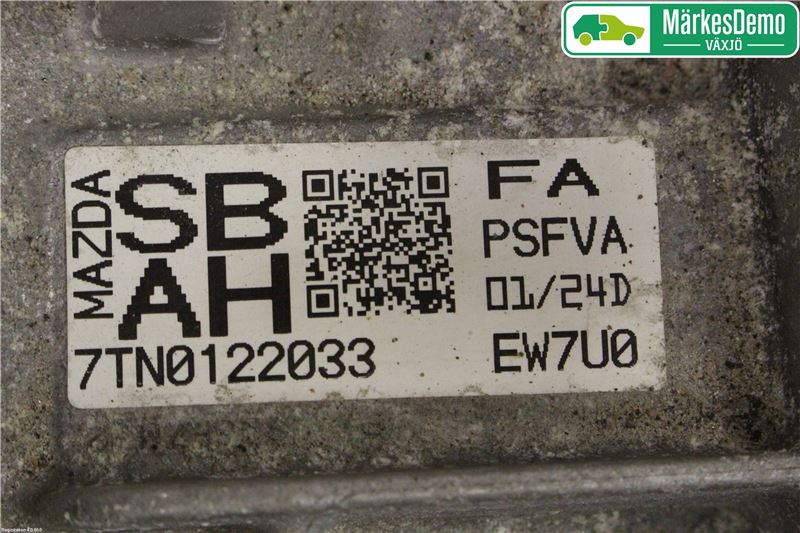 MärkesDemo
VÄXJÖ
MAZDA
SB
AH
FA
PSFVA
01/24D
7TN0122033
EW7U0